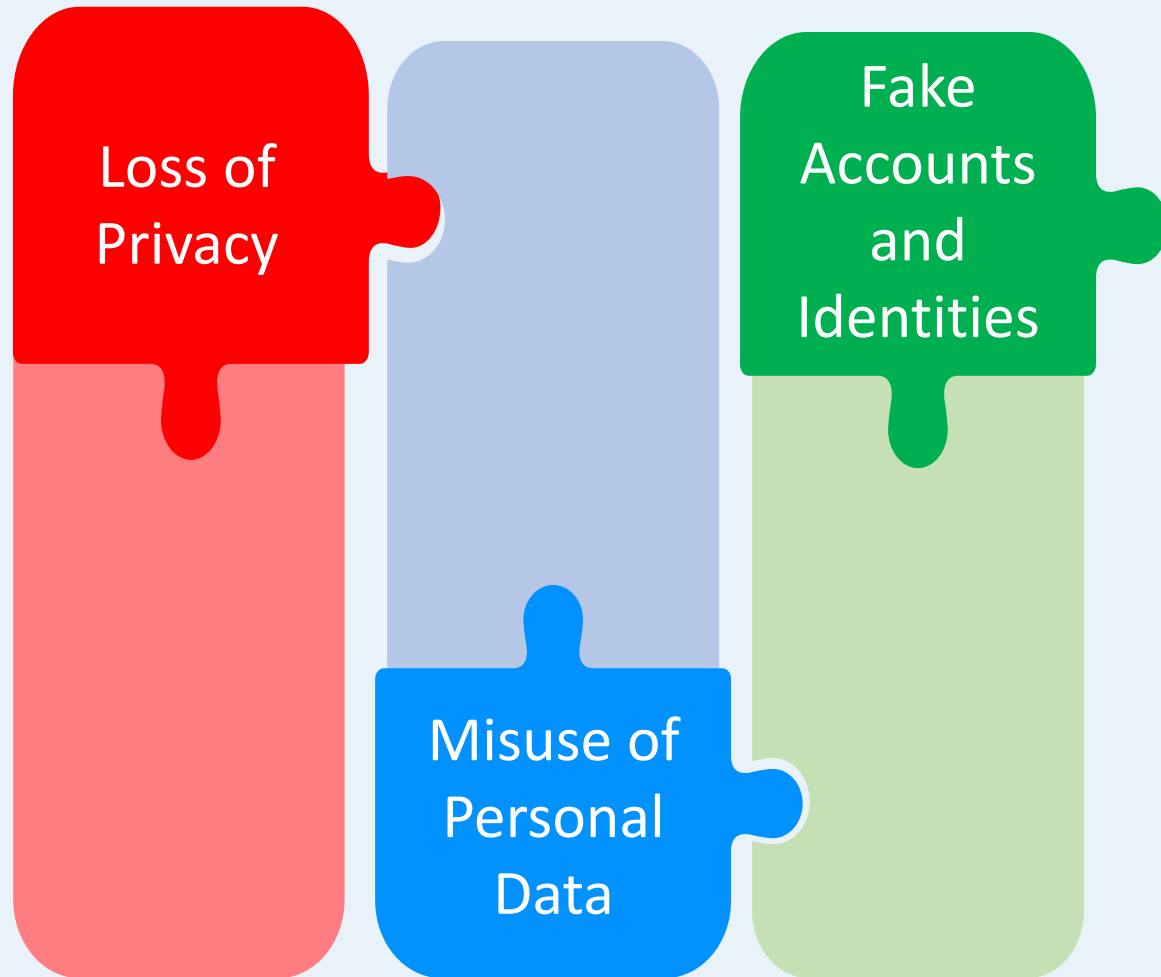 Loss of
Privacy
Misuse of
Personal
Data
Fake
Accounts
and
Identities